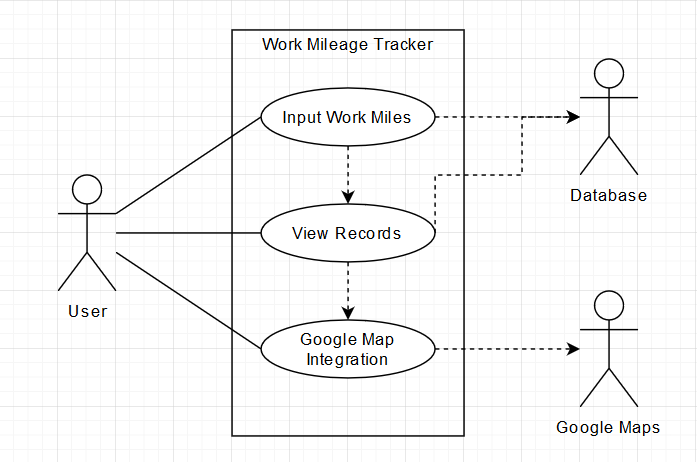 Work Mileage Tracker
Input Work Miles
Database
View Records
User
Google Map
Integration
Google Maps